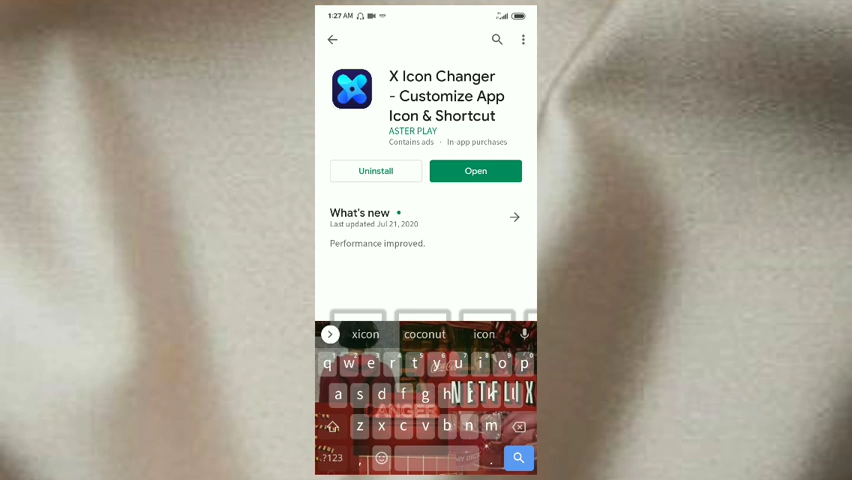 1:27 AM
X Icon Changer
- Customize App
Icon & Shortcut
ASTER PLAY
Contains ads · In-app purchases
Uninstall
Open
What's new •
Last updated Jul 21, 2020
Performance improved.
xicon coconut icon
q w e r t y u i o p
a s d f g h j k l
NETFLIX
ANGER
z x c v b n m
.?123 , .